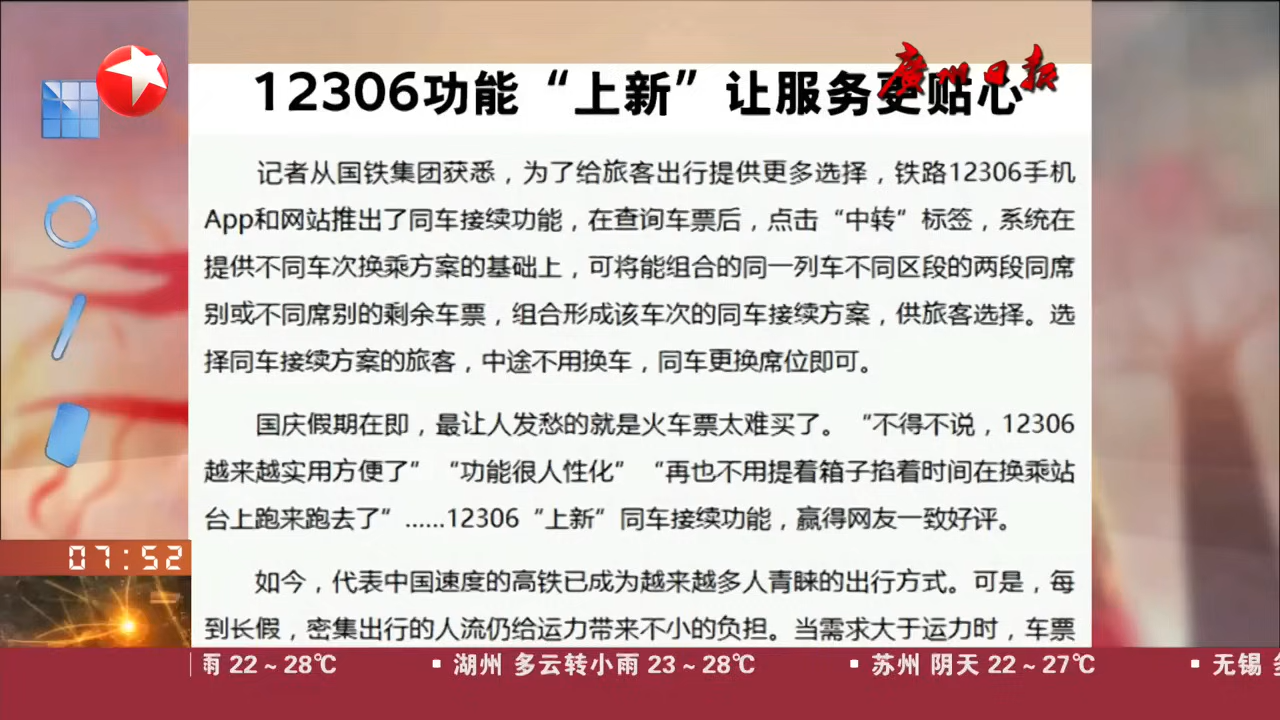 廣州日报
12306功能“上新”让服务更贴心
记者从国铁集团获悉，为了给旅客出行提供更多选择，铁路12306手机
App和网站推出了同车接续功能，在查询车票后，点击“中转”标签，系统在
提供不同车次换乘方案的基础上，可将能组合的同一列车不同区段的两段同席
别或不同席别的剩余车票，组合形成该车次的同车接续方案，供旅客选择。选
择同车接续方案的旅客，中途不用换车，同车更换席位即可。
国庆假期在即，最让人发愁的就是火车票太难买了。“不得不说，12306
越来越实用方便了”“功能很人性化”“再也不用提着箱子掐着时间在换乘站
台上跑来跑去了”……12306“上新”同车接续功能，赢得网友一致好评。
如今，代表中国速度的高铁已成为越来越多人青睐的出行方式。可是，每
到长假，密集出行的人流仍给运力带来不小的负担。当需求大于运力时，车票
07:52
雨 22～28℃ ▪ 湖州 多云转小雨 23～28℃ ▪ 苏州 阴天 22～27℃ ▪ 无锡